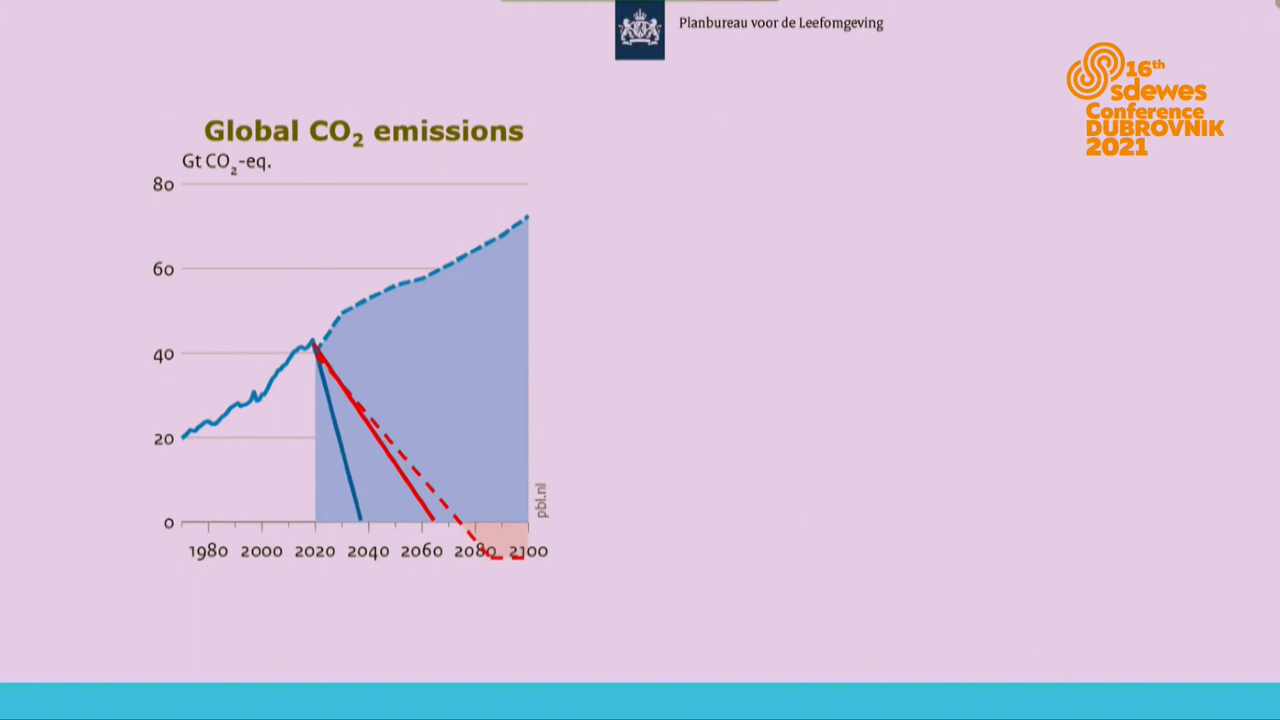 Planbureau voor de Leefomgeving
16th
sdewes
Conference
DUBROVNIK
2021
Global CO₂ emissions
Gt CO₂-eq.
80
60
40
20
0
1980 2000 2020 2040 2060 2080 2100
pbl.nl